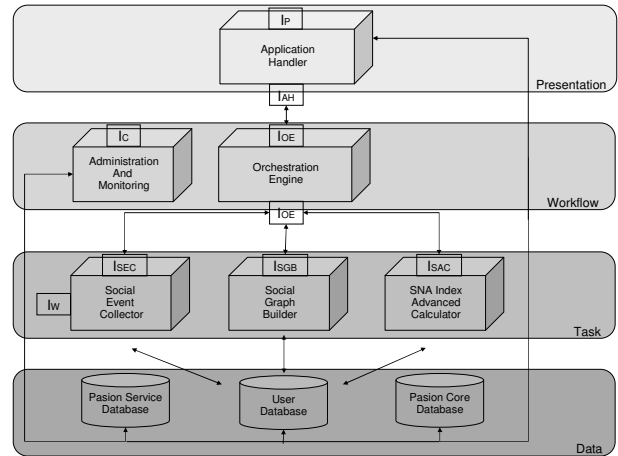 IP
Application
Handler
Presentation
IAH
IC
IOE
Administration
And
Monitoring
Orchestration
Engine
Workflow
IOE
ISEC
ISGB
ISAC
IW
Social
Event
Collector
Social
Graph
Builder
SNA Index
Advanced
Calculator
Task
Pasion Service
Database
User
Database
Pasion Core
Database
Data